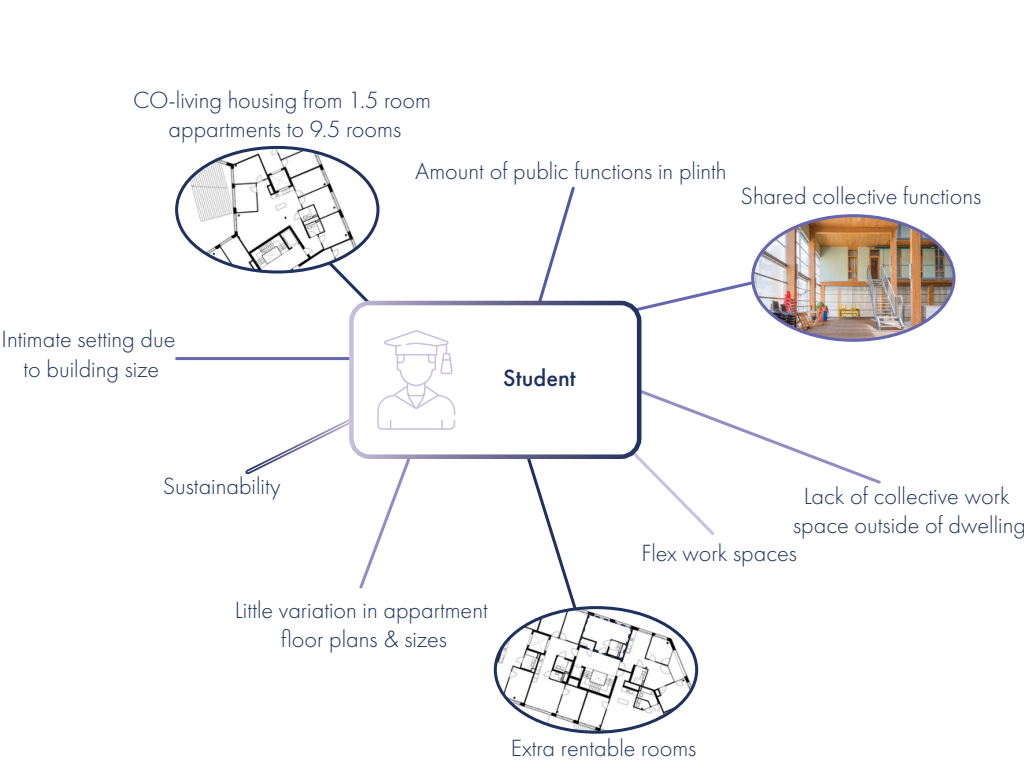 CO-living housing from 1.5 room
appartments to 9.5 rooms
Amount of public functions in plinth
Shared collective functions
Intimate setting due
to building size
Student
Sustainability
Lack of collective work
space outside of dwelling
Flex work spaces
Little variation in appartment
floor plans & sizes
Extra rentable rooms